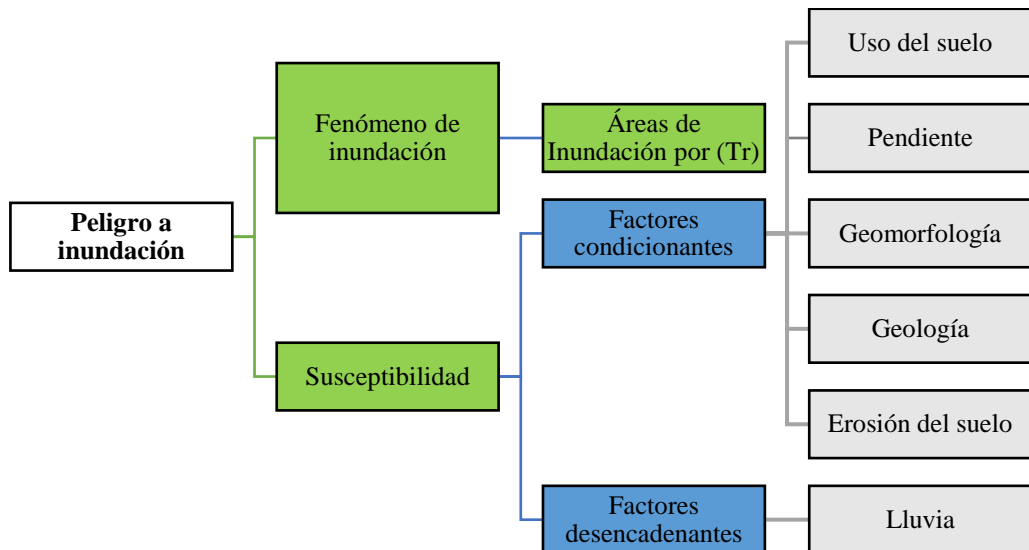 Peligro a
inundación
Fenómeno de
inundación
Áreas de
Inundación por (Tr)
Susceptibilidad
Factores
condicionantes
Uso del suelo
Pendiente
Geomorfología
Geología
Erosión del suelo
Factores
desencadenantes
Lluvia